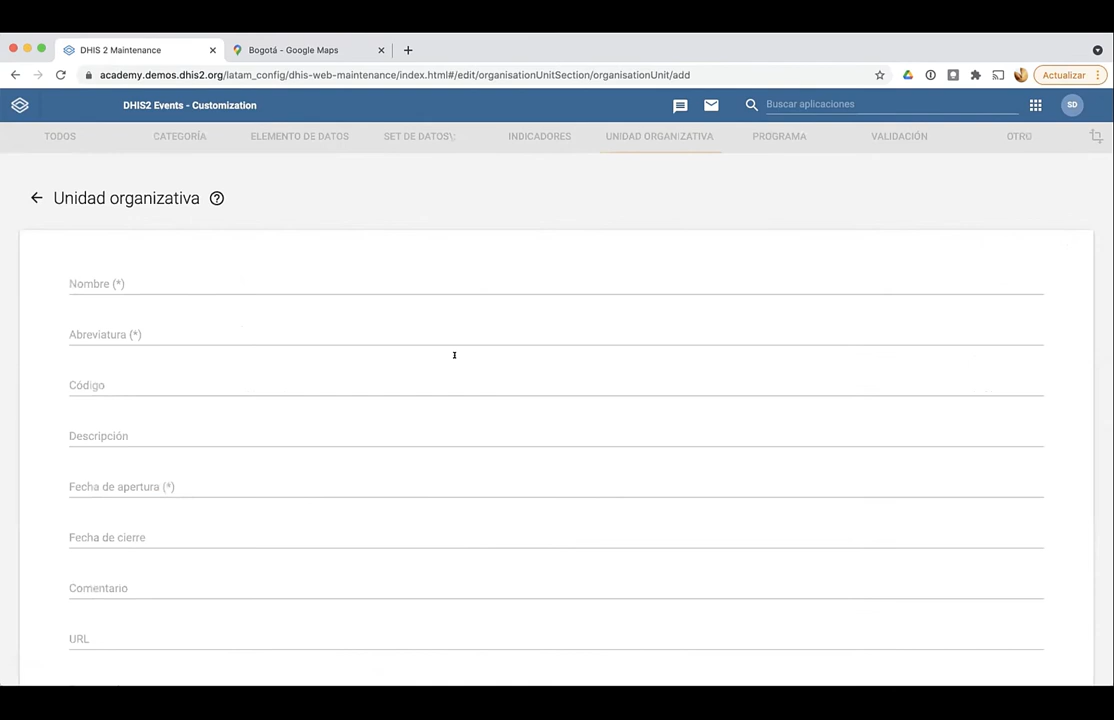 DHIS 2 Maintenance
Bogotá - Google Maps
academy.demos.dhis2.org/latam_config/dhis-web-maintenance/index.html#/edit/organisationUnitSection/organisationUnit/add
Actualizar
DHIS2 Events - Customization
Buscar aplicaciones
SD
TODOS
CATEGORÍA
ELEMENTO DE DATOS
SET DE DATOS\;
INDICADORES
UNIDAD ORGANIZATIVA
PROGRAMA
VALIDACIÓN
OTRO
Unidad organizativa
Nombre (*)
Abreviatura (*)
Código
Descripción
Fecha de apertura (*)
Fecha de cierre
Comentario
URL